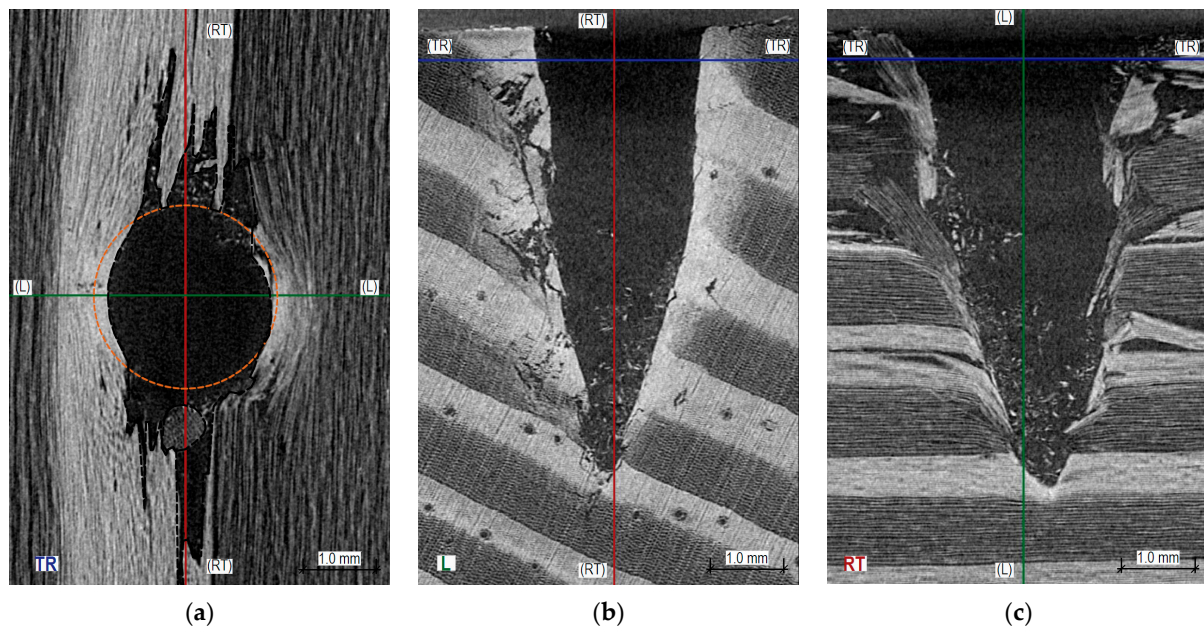 (RT)
(L)
(L)
TR
(RT)
1.0 mm
(a)
(RT)
(TR)
(TR)
L
(RT)
1.0 mm
(b)
(L)
(TR)
(TR)
RT
(L)
1.0 mm
(c)